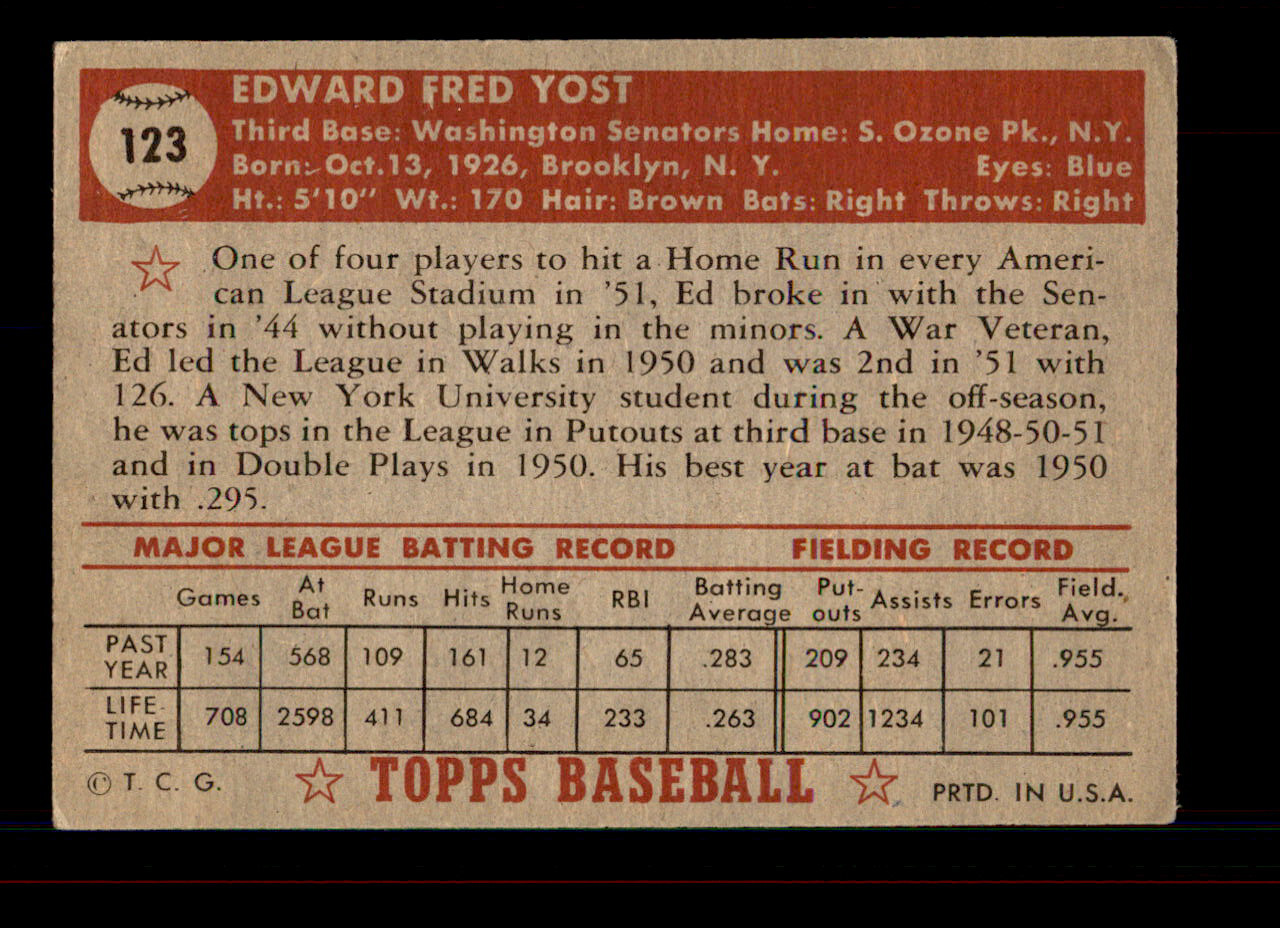 123
EDWARD FRED YOST
Third Base: Washington Senators Home: S. Ozone Pk., N.Y.
Born: Oct. 13, 1926, Brooklyn, N. Y. Eyes: Blue
Ht.: 5'10" Wt.: 170 Hair: Brown Bats: Right Throws: Right
One of four players to hit a Home Run in every Ameri-
can League Stadium in '51, Ed broke in with the Sen-
ators in '44 without playing in the minors. A War Veteran,
Ed led the League in Walks in 1950 and was 2nd in '51 with
126. A New York University student during the off-season,
he was tops in the League in Putouts at third base in 1948-50-51
and in Double Plays in 1950. His best year at bat was 1950
with .295.
MAJOR LEAGUE BATTING RECORD FIELDING RECORD
Games At Bat Runs Hits Home Runs RBI Batting Average Put-outs Assists Errors Field. Avg.
PAST YEAR 154 568 109 161 12 65 .283 209 234 21 .955
LIFE-TIME 708 2598 411 684 34 233 .263 902 1234 101 .955
© T. C. G. TOPPS BASEBALL PRTD. IN U.S.A.